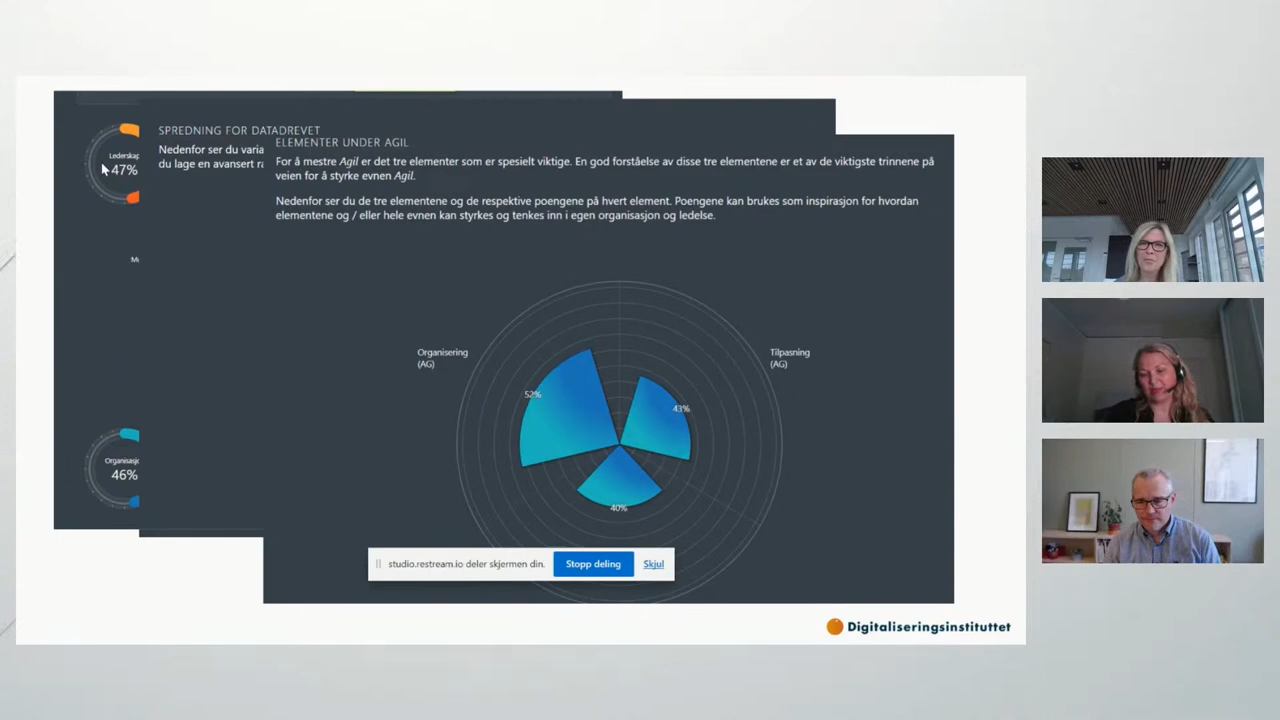 Lederskap
47%
Organisasjo
46%
SPREDNING FOR DATADREVET
Nedenfor ser du varia
du lage en avansert ra
ELEMENTER UNDER AGIL
For å mestre Agil er det tre elementer som er spesielt viktige. En god forståelse av disse tre elementene er et av de viktigste trinnene på
veien for å styrke evnen Agil.
Nedenfor ser du de tre elementene og de respektive poengene på hvert element. Poengene kan brukes som inspirasjon for hvordan
elementene og / eller hele evnen kan styrkes og tenkes inn i egen organisasjon og ledelse.
Organisering
(AG)
Tilpasning
(AG)
52%
43%
40%
studio.restream.io deler skjermen din.
Stopp deling
Skjul
Digitaliseringsinstituttet